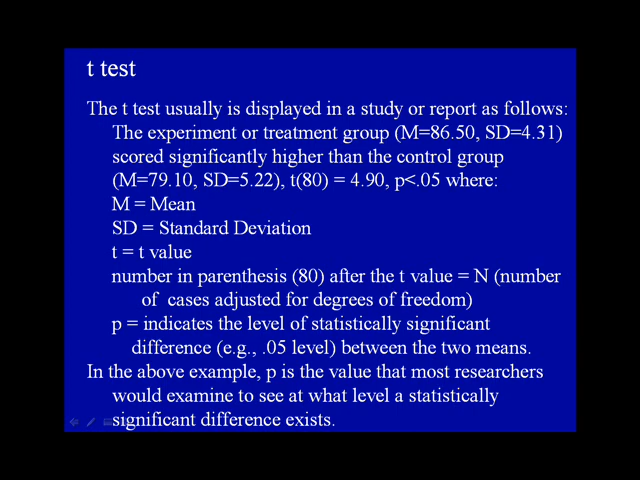 t test
The t test usually is displayed in a study or report as follows:
The experiment or treatment group (M=86.50, SD=4.31)
scored significantly higher than the control group
(M=79.10, SD=5.22), t(80) = 4.90, p<.05 where:
M = Mean
SD = Standard Deviation
t = t value
number in parenthesis (80) after the t value = N (number
of cases adjusted for degrees of freedom)
p = indicates the level of statistically significant
difference (e.g., .05 level) between the two means.
In the above example, p is the value that most researchers
would examine to see at what level a statistically
significant difference exists.